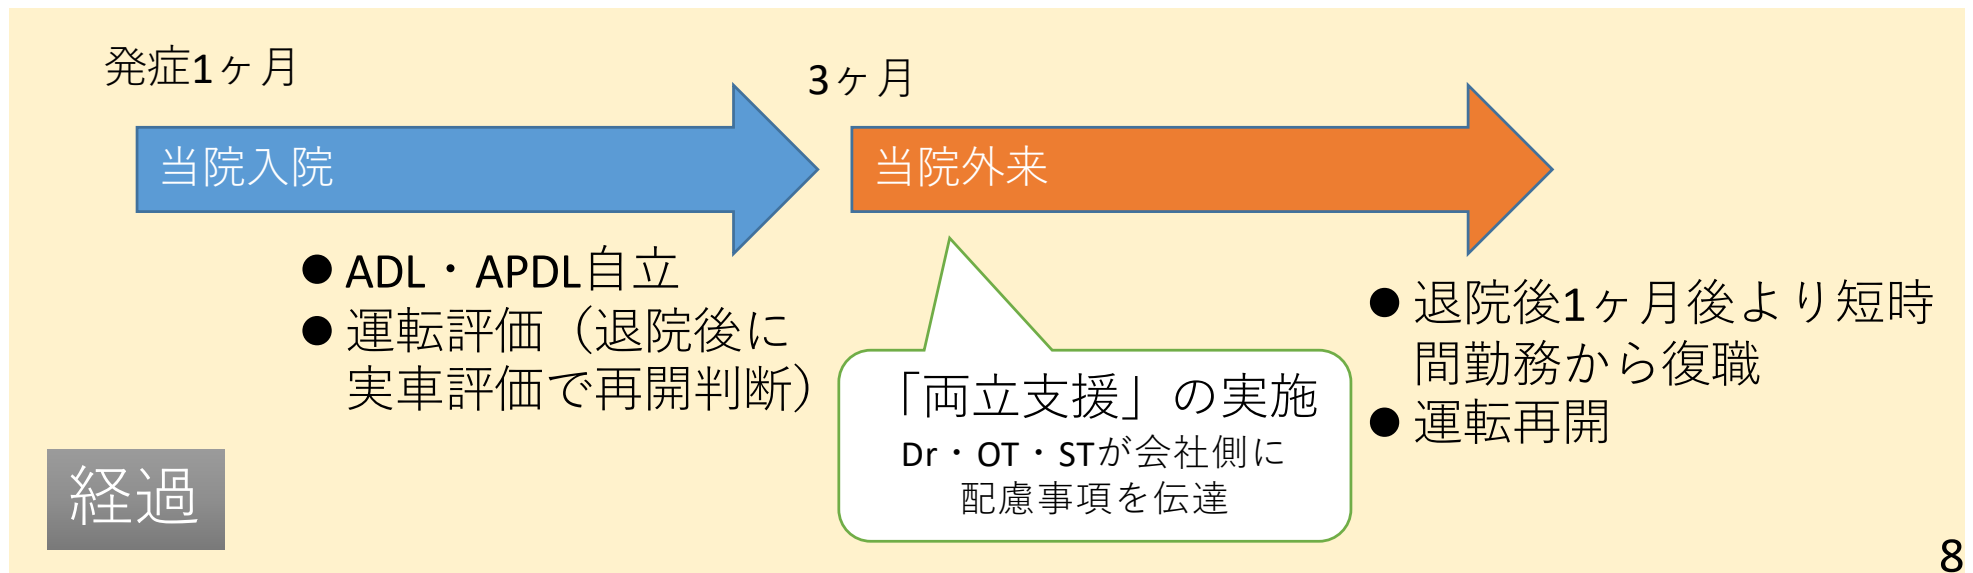 発症1ヶ月
3ヶ月
当院入院
当院外来
●ADL・APDL自立
●運転評価（退院後に
実車評価で再開判断）
「両立支援」の実施
Dr・OT・STが会社側に
配慮事項を伝達
●退院後1ヶ月後より短時
間勤務から復職
●運転再開
経過
8